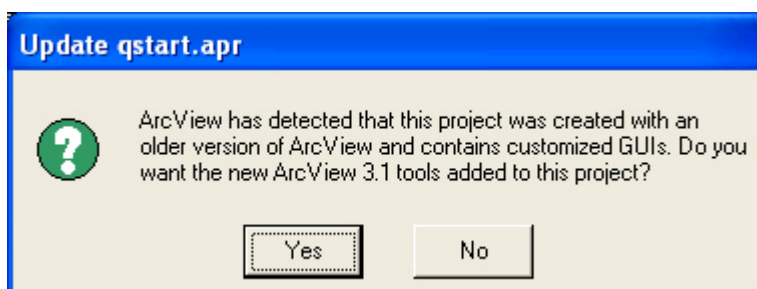 Update qstart.apr
ArcView has detected that this project was created with an
older version of ArcView and contains customized GUIs. Do you
want the new ArcView 3.1 tools added to this project?
Yes
No